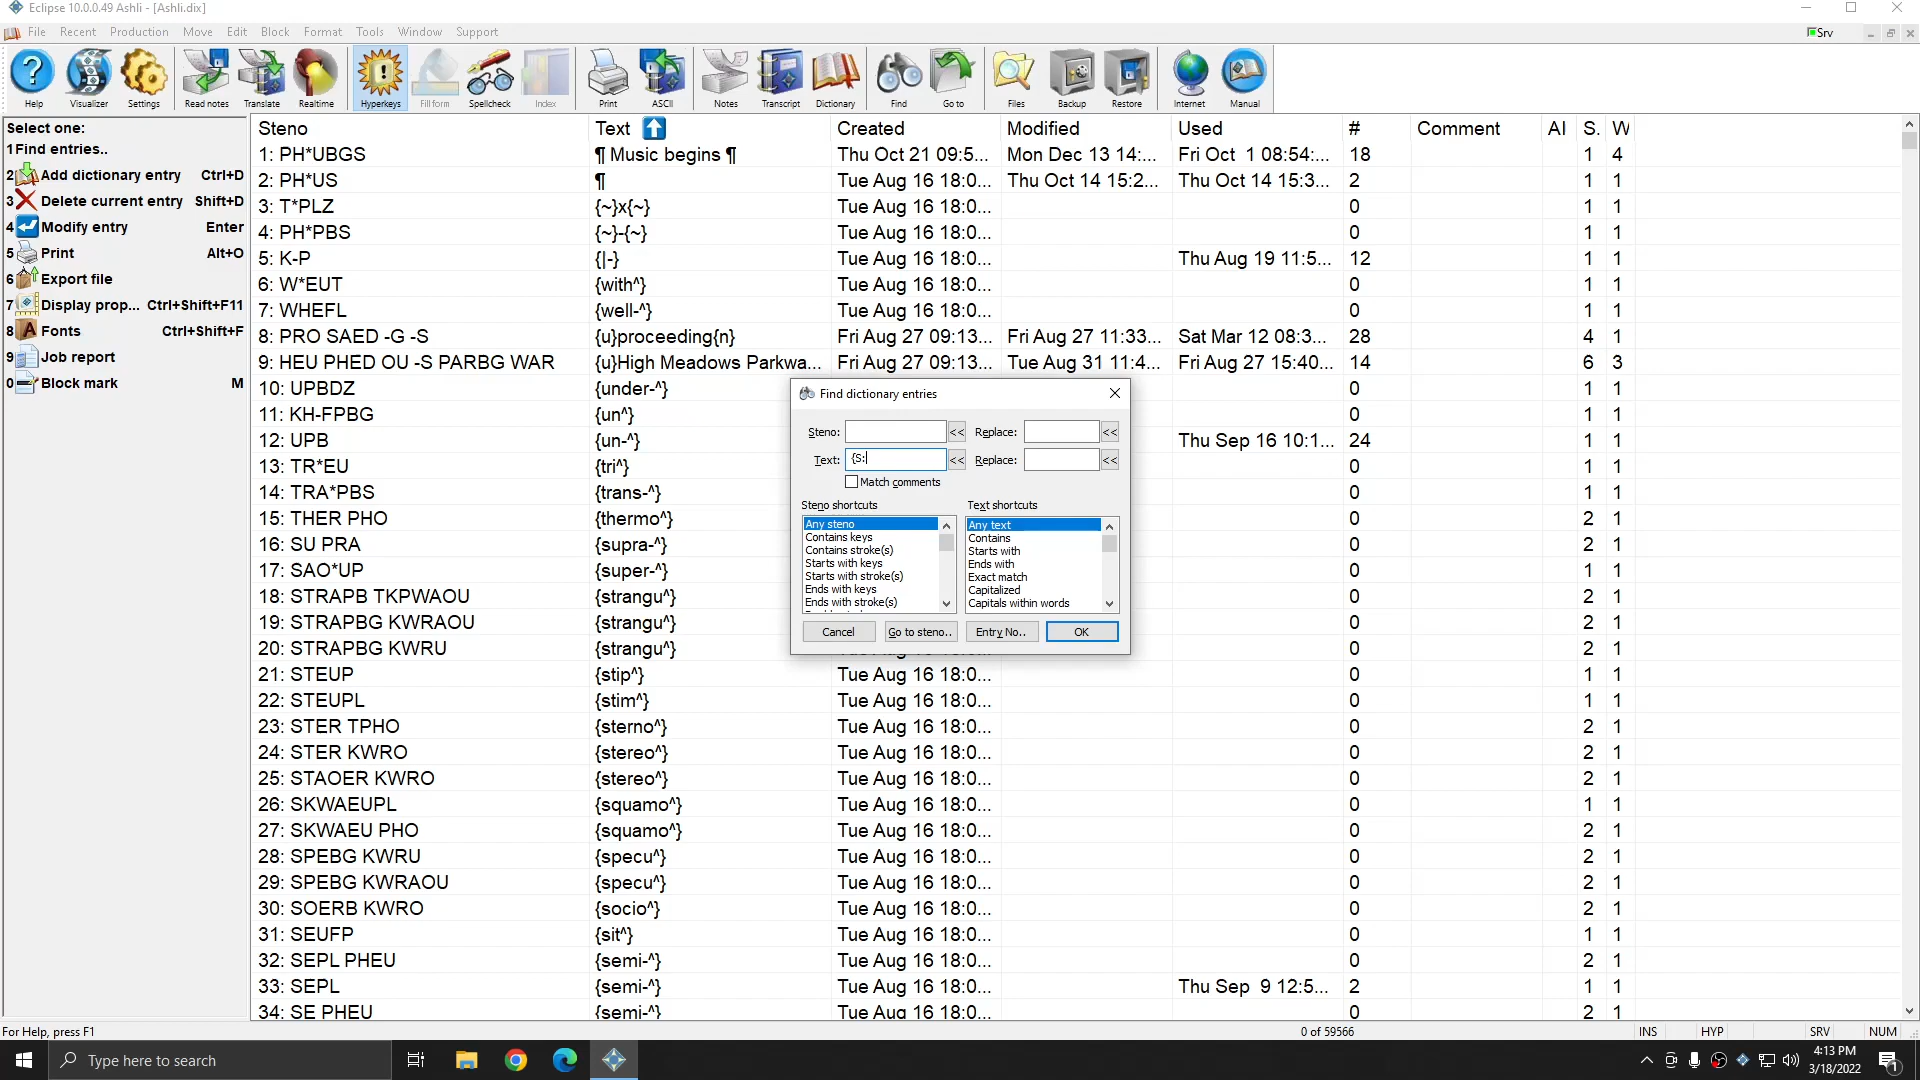 Eclipse 10.0.0.49 Ashli - [Ashli.dix]
File Recent Production Move Edit Block Format Tools Window Support
Srv
Help Visualizer Settings Read notes Translate Realtime Hyperkeys Fill form Spellcheck Index Print ASCII Notes Transcript Dictionary Find Go to Files Backup Restore Internet Manual
Select one:
1 Find entries..
2 Add dictionary entry Ctrl+D
3 Delete current entry Shift+D
4 Modify entry Enter
5 Print Alt+O
6 Export file
7 Display prop... Ctrl+Shift+F11
8 Fonts Ctrl+Shift+F
9 Job report
0 Block mark M
Steno Text Created Modified Used # Comment AI S. W
1: PH*UBGS ¶ Music begins ¶ Thu Oct 21 09:5... Mon Dec 13 14:... Fri Oct 1 08:54:... 18 1 4
2: PH*US ¶ Tue Aug 16 18:0... Thu Oct 14 15:2... Thu Oct 14 15:3... 2 1 1
3: T*PLZ {~}x{~} Tue Aug 16 18:0... 0 1 1
4: PH*PBS {~}-{~} Tue Aug 16 18:0... 0 1 1
5: K-P {|-} Tue Aug 16 18:0... Thu Aug 19 11:5... 12 1 1
6: W*EUT {with^} Tue Aug 16 18:0... 0 1 1
7: WHEFL {well-^} Tue Aug 16 18:0... 0 1 1
8: PRO SAED -G -S {u}proceeding{n} Fri Aug 27 09:13... Fri Aug 27 11:33... Sat Mar 12 08:3... 28 4 1
9: HEU PHED OU -S PARBG WAR {u}High Meadows Parkwa... Fri Aug 27 09:13... Tue Aug 31 11:4... Fri Aug 27 15:40... 14 6 3
10: UPBDZ {under-^} 0 1 1
11: KH-FPBG {un^} 0 1 1
12: UPB {un-^} Thu Sep 16 10:1... 24 1 1
13: TR*EU {tri^} 0 1 1
14: TRA*PBS {trans-^} 0 1 1
15: THER PHO {thermo^} 0 2 1
16: SU PRA {supra-^} 0 2 1
17: SAO*UP {super-^} 0 1 1
18: STRAPB TKPWAOU {strangu^} 0 2 1
19: STRAPBG KWRAOU {strangu^} 0 2 1
20: STRAPBG KWRU {strangu^} 0 2 1
21: STEUP {stip^} Tue Aug 16 18:0... 0 1 1
22: STEUPL {stim^} Tue Aug 16 18:0... 0 1 1
23: STER TPHO {sterno^} Tue Aug 16 18:0... 0 2 1
24: STER KWRO {stereo^} Tue Aug 16 18:0... 0 2 1
25: STAOER KWRO {stereo^} Tue Aug 16 18:0... 0 2 1
26: SKWAEUPL {squamo^} Tue Aug 16 18:0... 0 1 1
27: SKWAEU PHO {squamo^} Tue Aug 16 18:0... 0 2 1
28: SPEBG KWRU {specu^} Tue Aug 16 18:0... 0 2 1
29: SPEBG KWRAOU {specu^} Tue Aug 16 18:0... 0 2 1
30: SOERB KWRO {socio^} Tue Aug 16 18:0... 0 2 1
31: SEUFP {sit^} Tue Aug 16 18:0... 0 1 1
32: SEPL PHEU {semi-^} Tue Aug 16 18:0... 0 2 1
33: SEPL {semi-^} Tue Aug 16 18:0... Thu Sep 9 12:5... 2 1 1
34: SE PHEU {semi-^} Tue Aug 16 18:0... 0 2 1
Find dictionary entries
Steno: << Replace: <<
Text: {S: << Replace: <<
Match comments
Steno shortcuts Text shortcuts
Any steno Any text
Contains keys Contains
Contains stroke(s) Starts with
Starts with keys Ends with
Starts with stroke(s) Exact match
Ends with keys Capitalized
Ends with stroke(s) Capitals within words
Cancel Go to steno.. Entry No.. OK
For Help, press F1 0 of 59566 INS HYP SRV NUM
Type here to search
4:13 PM
3/18/2022
1